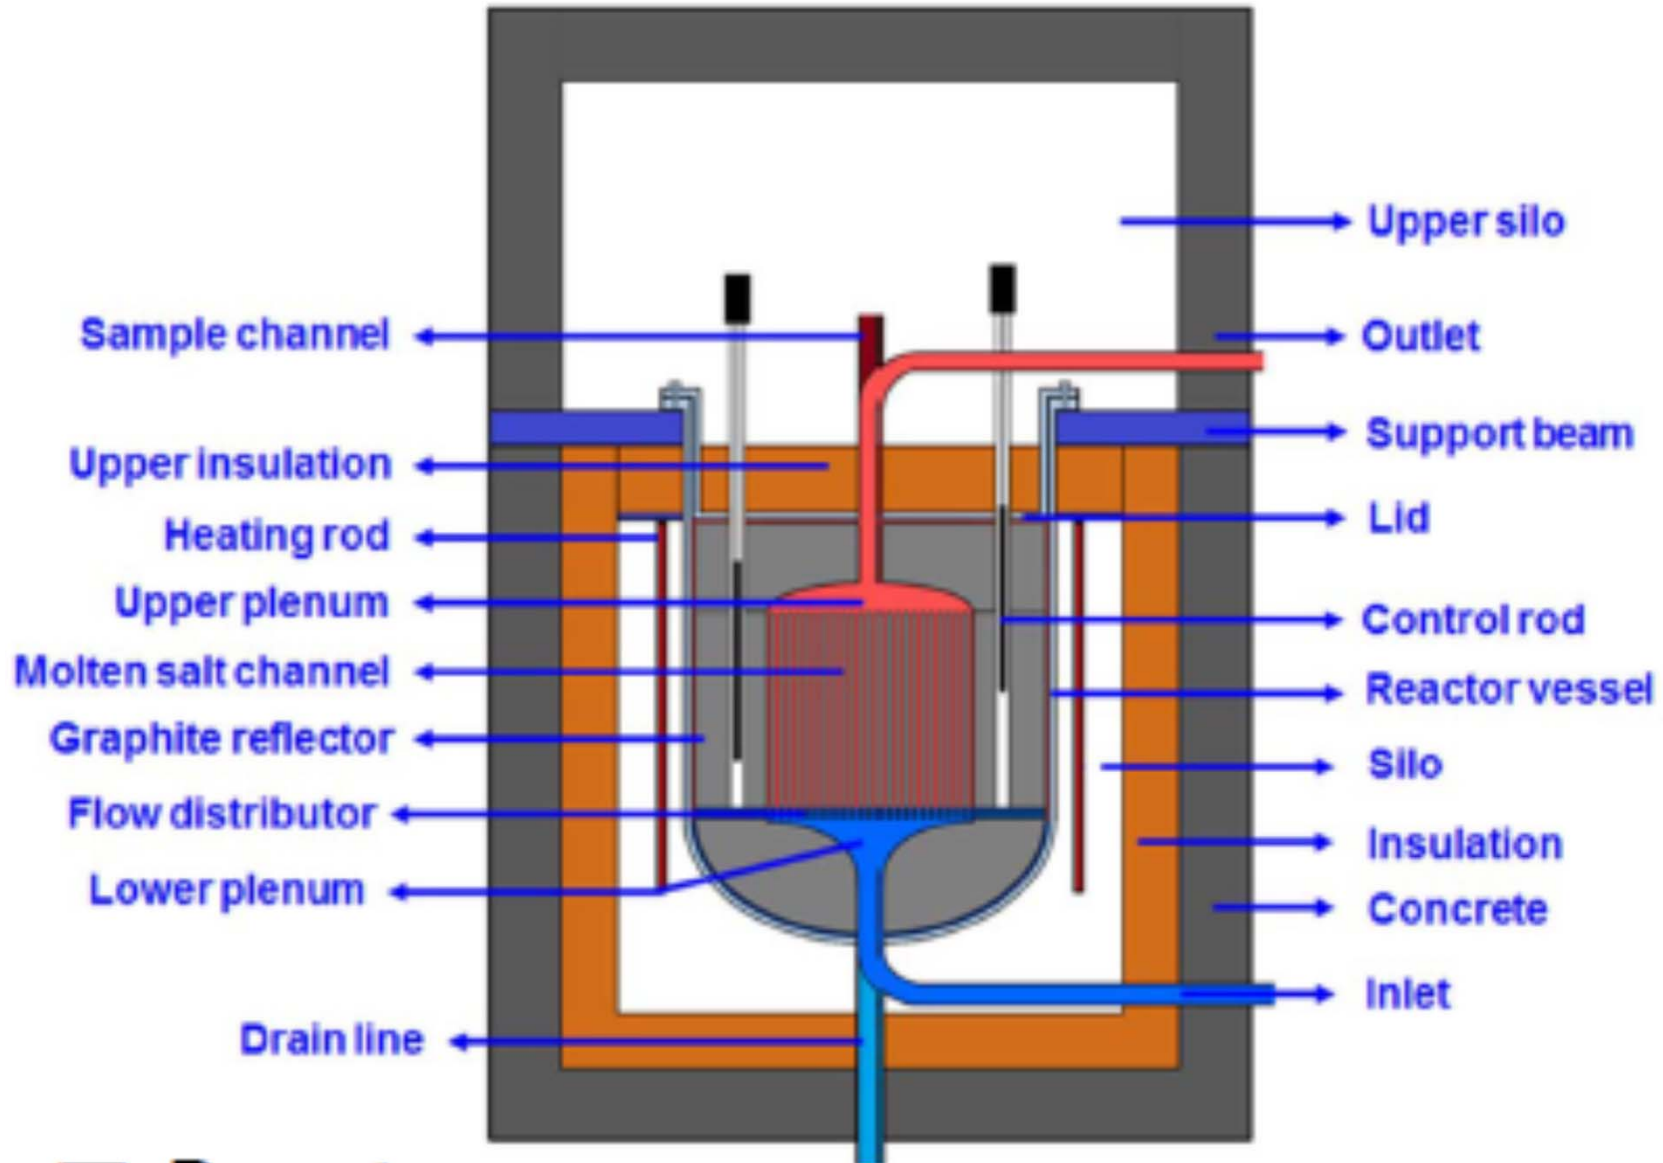 Upper silo
Sample channel
Outlet
Support beam
Upper insulation
Lid
Heating rod
Upper plenum
Control rod
Molten salt channel
Reactor vessel
Graphite reflector
Silo
Flow distributor
Insulation
Lower plenum
Concrete
Inlet
Drain line